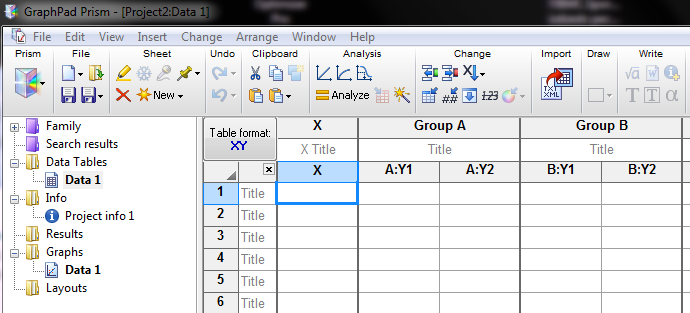 GraphPad Prism - [Project2:Data 1]
File Edit View Insert Change Arrange Window Help
Prism File Sheet Undo Clipboard Analysis Change Import Draw Write
New Analyze 123 TXT XML √α T T α
Family
Search results
Data Tables
Data 1
Info
Project info 1
Results
Graphs
Data 1
Layouts
Table format:
XY
X Group A Group B
X Title Title Title
X A:Y1 A:Y2 B:Y1 B:Y2
1 Title
2 Title
3 Title
4 Title
5 Title
6 Title